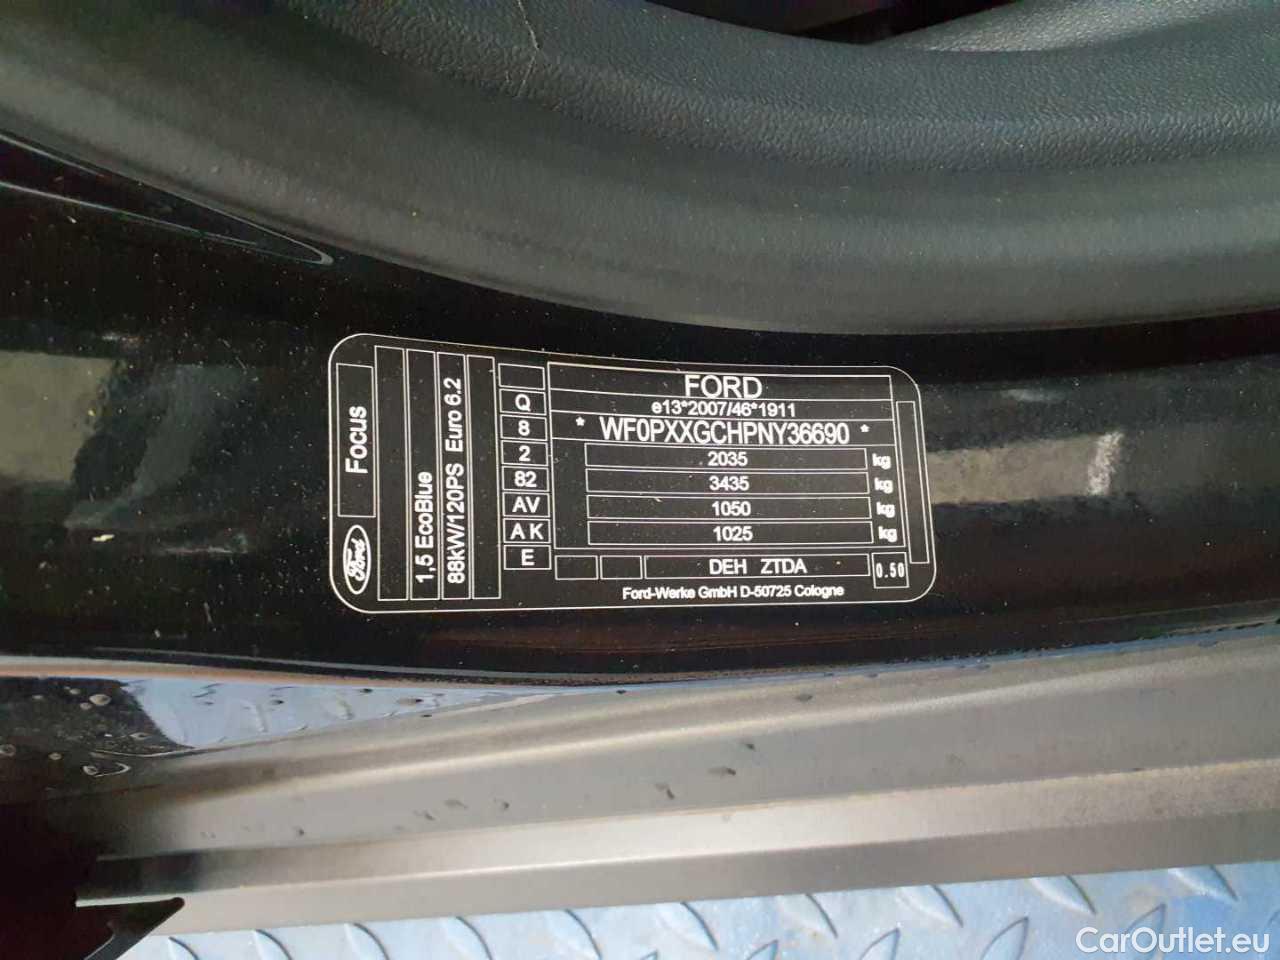 FORD
e13*2007/46*1911
* WF0PXXGCHPNY36690 *
2035 kg
3435 kg
1050 kg
1025 kg
DEH ZTDA
0.50
Ford-Werke GmbH D-50725 Cologne
Q
8
2
82
AV
A K
E
Focus
Ford
1,5 EcoBlue
88kW/120PS Euro 6.2
CarOutlet.eu